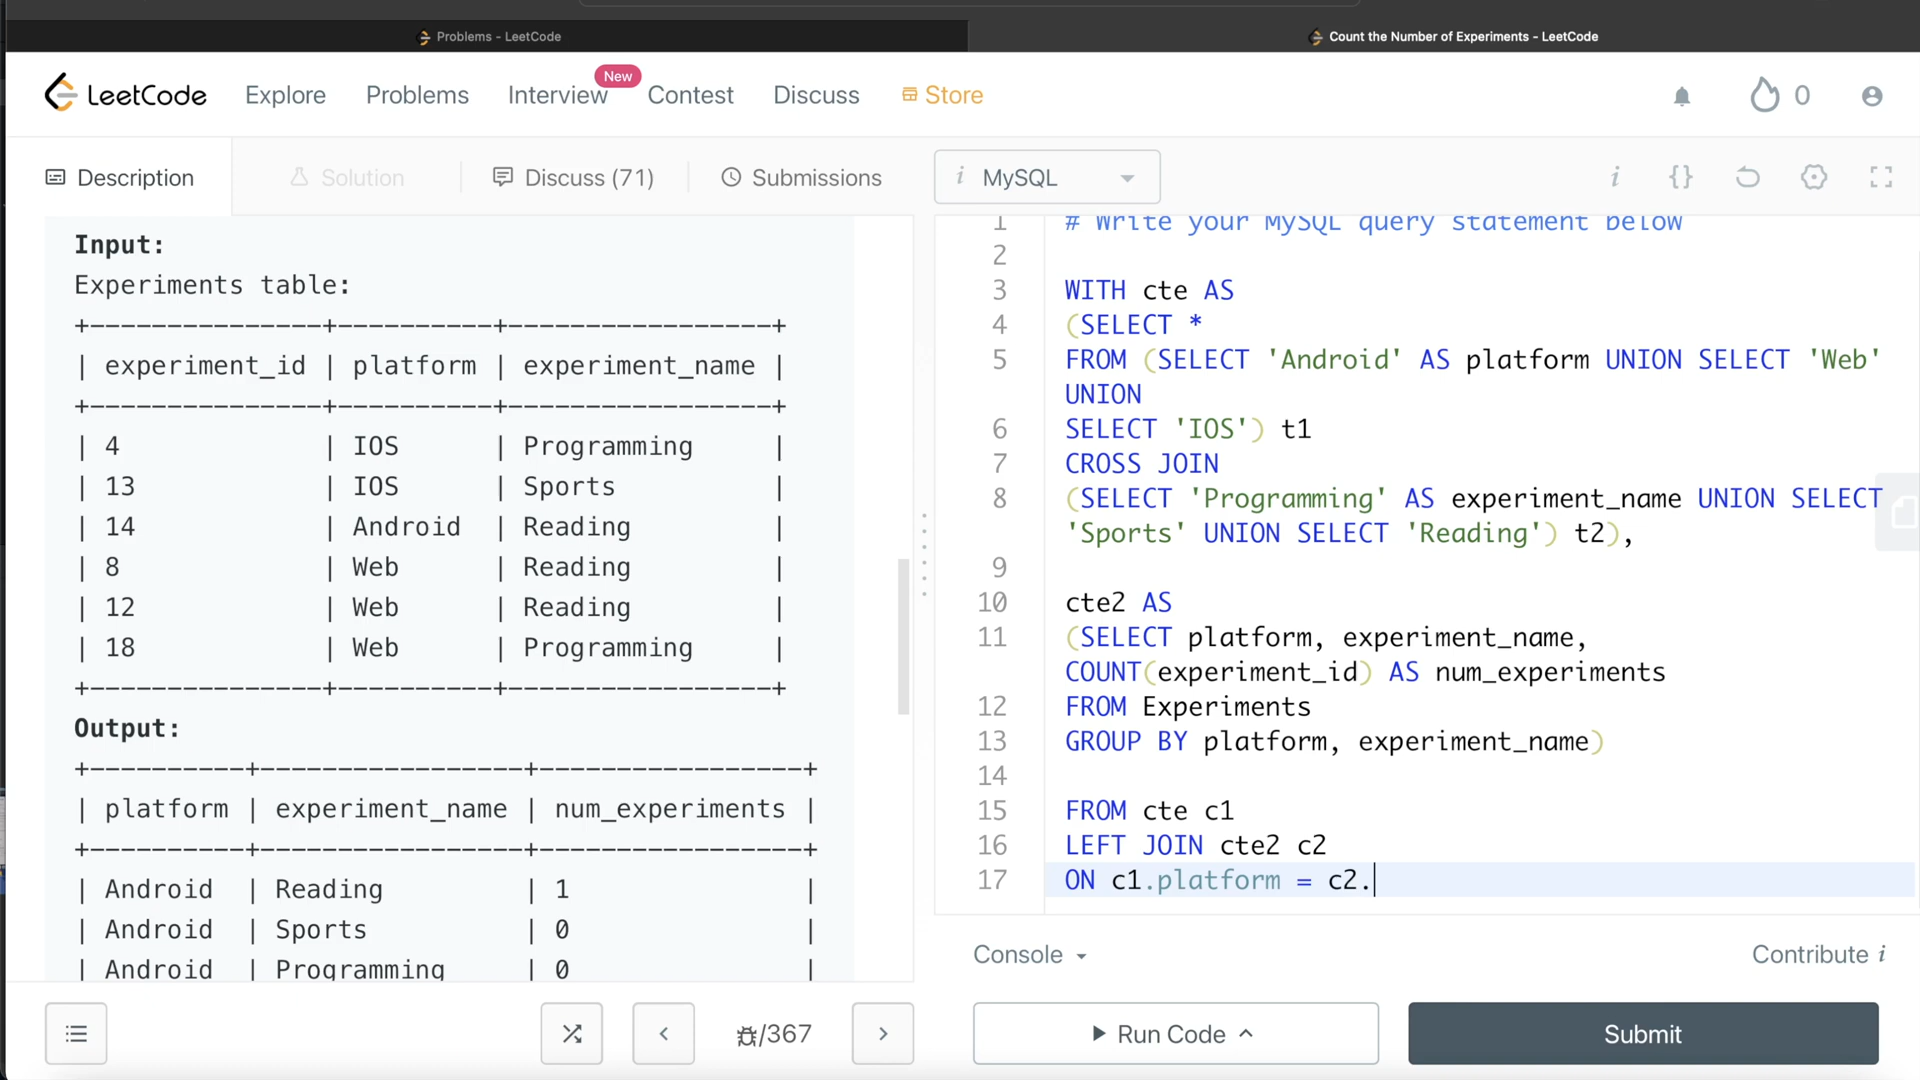 Problems - LeetCode
Count the Number of Experiments - LeetCode
LeetCode
Explore
Problems
Interview
New
Contest
Discuss
Store
0
Description
Solution
Discuss (71)
Submissions
i MySQL
i {}
Input:
Experiments table:
+---------------+----------+-----------------+
| experiment_id | platform | experiment_name |
+---------------+----------+-----------------+
| 4 | IOS | Programming |
| 13 | IOS | Sports |
| 14 | Android | Reading |
| 8 | Web | Reading |
| 12 | Web | Reading |
| 18 | Web | Programming |
+---------------+----------+-----------------+
Output:
+----------+-----------------+-----------------+
| platform | experiment_name | num_experiments |
+----------+-----------------+-----------------+
| Android | Reading | 1 |
| Android | Sports | 0 |
| Android | Programming | 0 |
1 # Write your MySQL query statement below
2
3 WITH cte AS
4 (SELECT *
5 FROM (SELECT 'Android' AS platform UNION SELECT 'Web'
UNION
6 SELECT 'IOS') t1
7 CROSS JOIN
8 (SELECT 'Programming' AS experiment_name UNION SELECT
'Sports' UNION SELECT 'Reading') t2),
9
10 cte2 AS
11 (SELECT platform, experiment_name,
COUNT(experiment_id) AS num_experiments
12 FROM Experiments
13 GROUP BY platform, experiment_name)
14
15 FROM cte c1
16 LEFT JOIN cte2 c2
17 ON c1.platform = c2.
Console
Contribute i
/367
Run Code
Submit